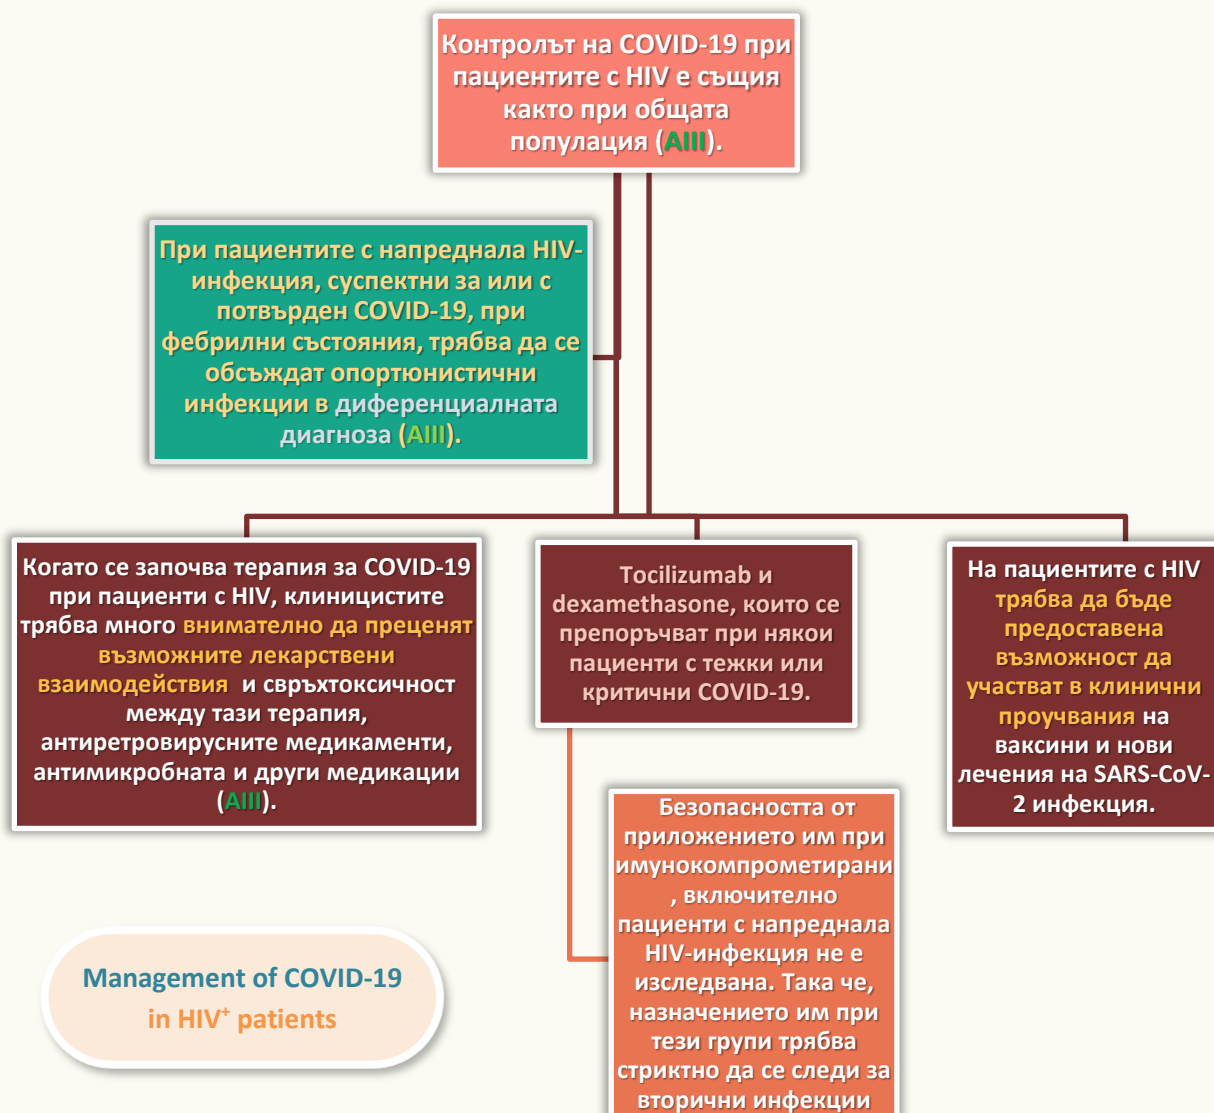 Контролът на COVID-19 при
пациентите с HIV е същия
както при общата
популация (AIII).
При пациентите с напреднала HIV-
инфекция, суспектни за или с
потвърден COVID-19, при
фебрилни състояния, трябва да се
обсъждат опортюнистични
инфекции в диференциалната
диагноза (AIII).
Когато се започва терапия за COVID-19
при пациенти с HIV, клиницистите
трябва много внимателно да преценят
възможните лекарствени
взаимодействия и свръхтоксичност
между тази терапия,
антиретровирусните медикаменти,
антимикробната и други медикации
(AIII).
Tocilizumab и
dexamethasone, които се
препоръчват при някои
пациенти с тежки или
критични COVID-19.
На пациентите с HIV
трябва да бъде
предоставена
възможност да
участват в клинични
проучвания на
ваксини и нови
лечения на SARS-CoV-
2 инфекция.
Безопасността от
приложението им при
имунокомпрометирани
, включително
пациенти с напреднала
HIV-инфекция не е
изследвана. Така че,
назначението им при
тези групи трябва
стриктно да се следи за
вторични инфекции
Management of COVID-19
in HIV⁺ patients